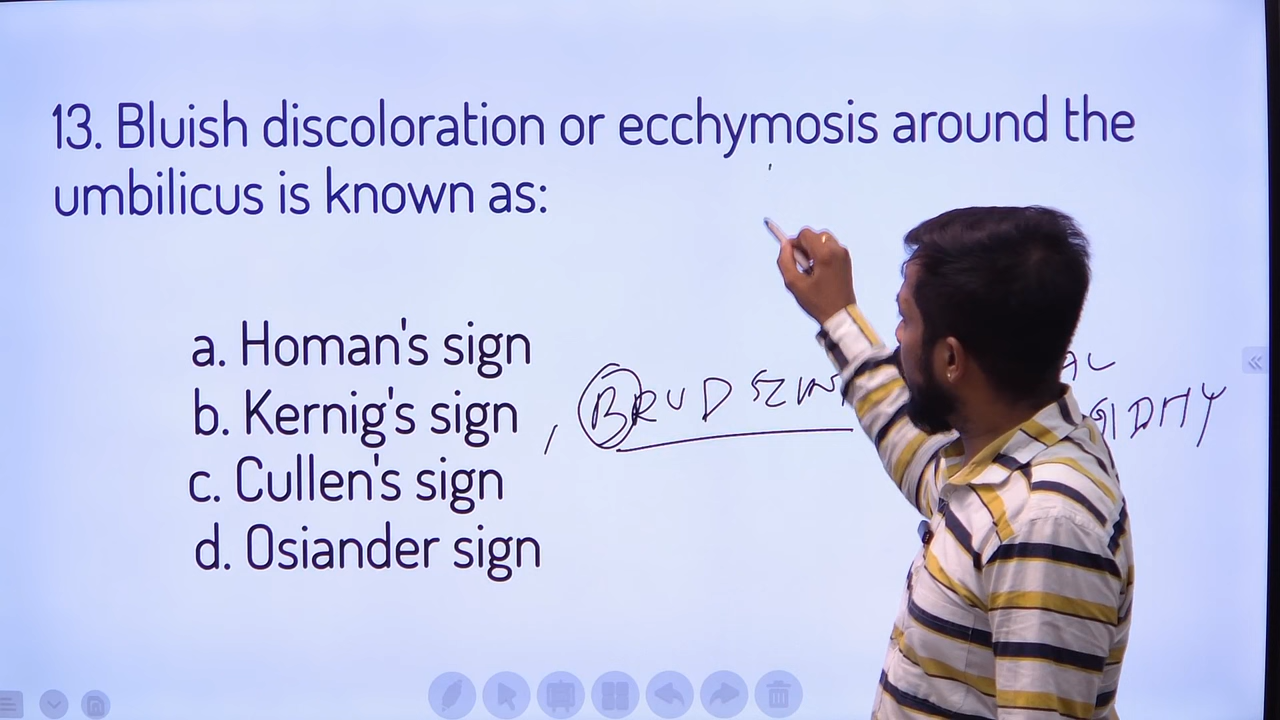 13. Bluish discoloration or ecchymosis around the
umbilicus is known as:
a. Homan's sign
b. Kernig's sign
c. Cullen's sign
d. Osiander sign